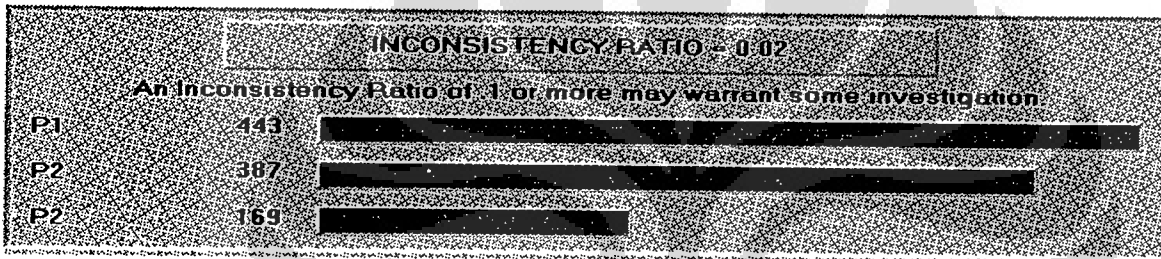 INCONSISTENCY RATIO = 0.02
An Inconsistency Ratio of .1 or more may warrant some investigation.
P1 .443
P2 .387
P2 .169